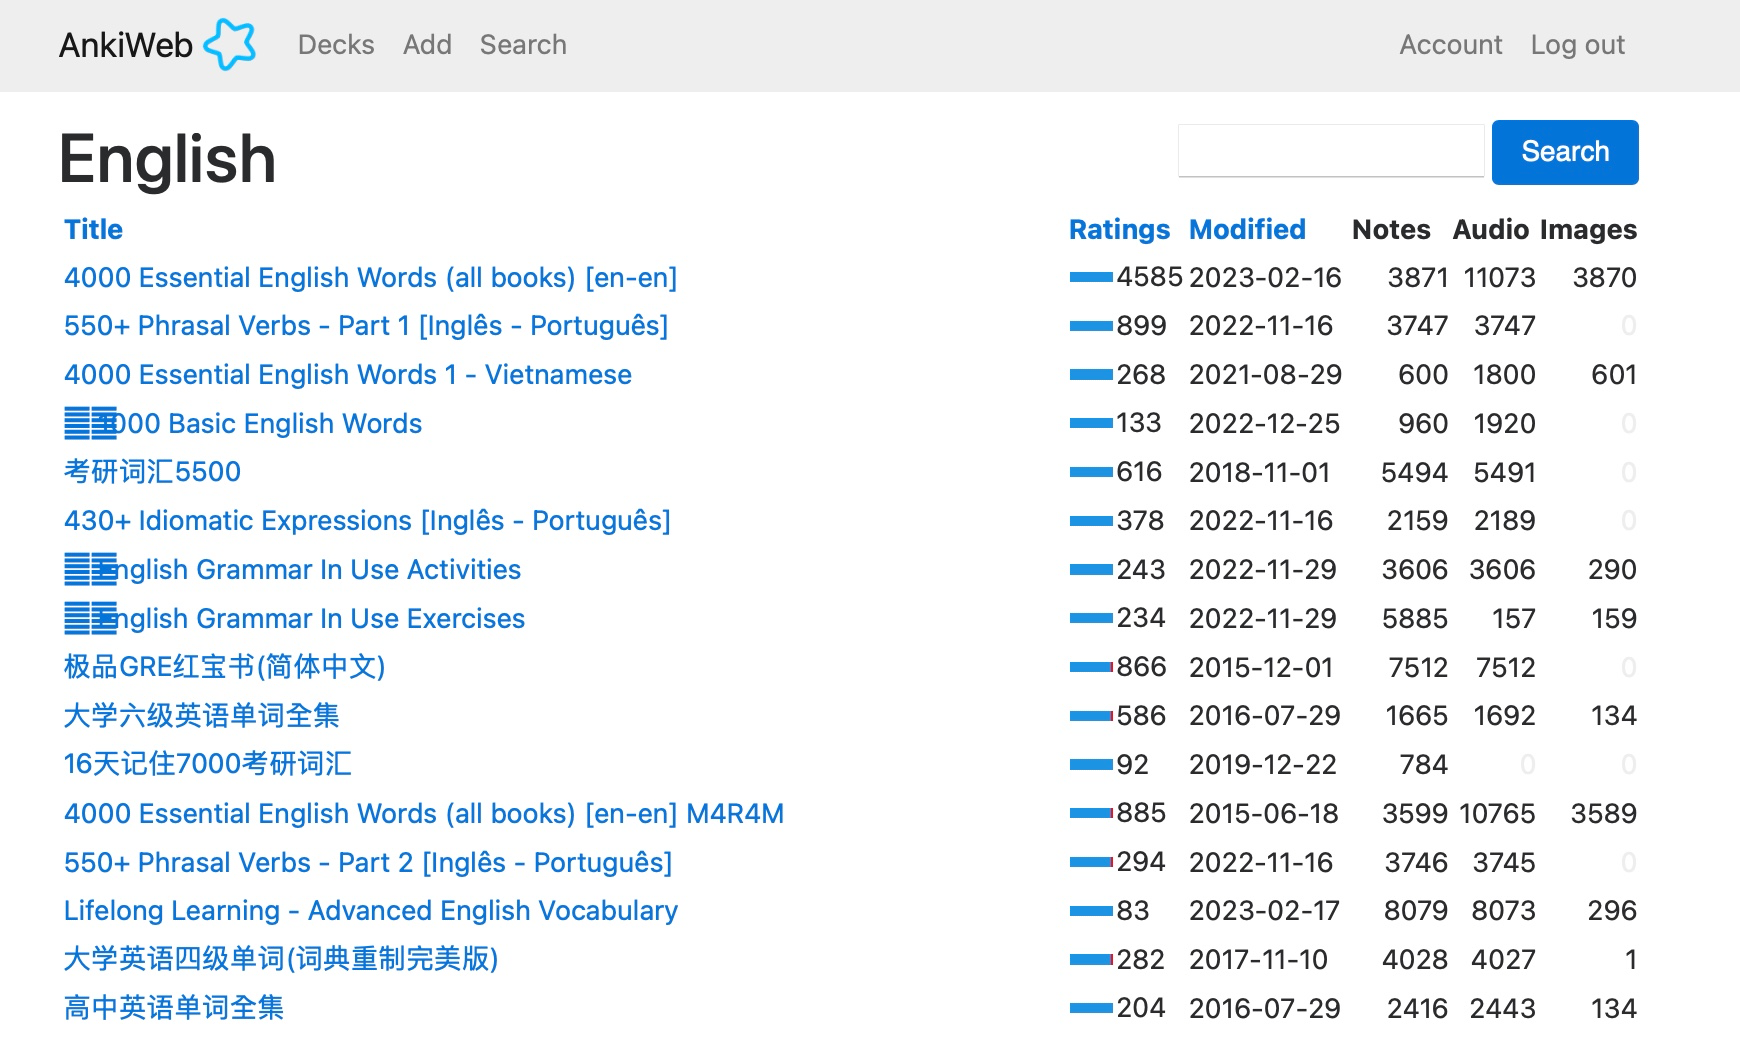 AnkiWeb Decks Add Search Account Log out
English Search
Title Ratings Modified Notes Audio Images
4000 Essential English Words (all books) [en-en] 4585 2023-02-16 3871 11073 3870
550+ Phrasal Verbs - Part 1 [Inglês - Português] 899 2022-11-16 3747 3747 0
4000 Essential English Words 1 - Vietnamese 268 2021-08-29 600 1800 601
1000 Basic English Words 133 2022-12-25 960 1920 0
考研词汇5500 616 2018-11-01 5494 5491 0
430+ Idiomatic Expressions [Inglês - Português] 378 2022-11-16 2159 2189 0
English Grammar In Use Activities 243 2022-11-29 3606 3606 290
English Grammar In Use Exercises 234 2022-11-29 5885 157 159
极品GRE红宝书(简体中文) 866 2015-12-01 7512 7512 0
大学六级英语单词全集 586 2016-07-29 1665 1692 134
16天记住7000考研词汇 92 2019-12-22 784 0 0
4000 Essential English Words (all books) [en-en] M4R4M 885 2015-06-18 3599 10765 3589
550+ Phrasal Verbs - Part 2 [Inglês - Português] 294 2022-11-16 3746 3745 0
Lifelong Learning - Advanced English Vocabulary 83 2023-02-17 8079 8073 296
大学英语四级单词(词典重制完美版) 282 2017-11-10 4028 4027 1
高中英语单词全集 204 2016-07-29 2416 2443 134